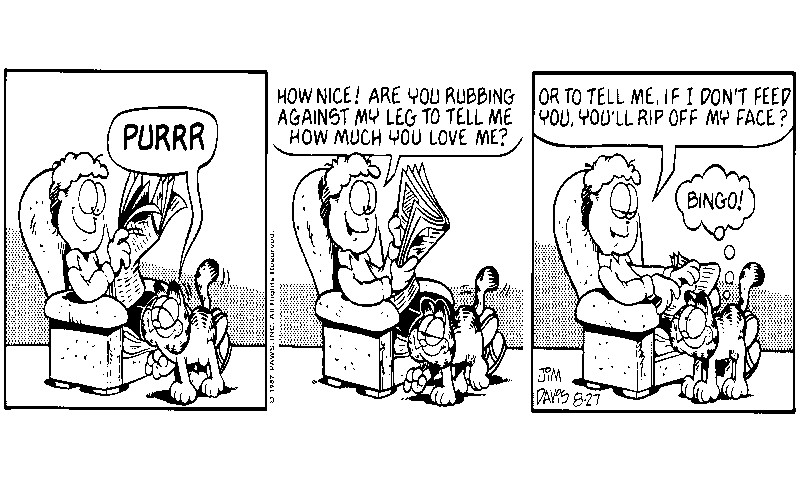 PURRR
© 1987 PAWS, INC. All Rights Reserved.
HOW NICE! ARE YOU RUBBING
AGAINST MY LEG TO TELL ME
HOW MUCH YOU LOVE ME?
OR TO TELL ME, IF I DON'T FEED
YOU, YOU'LL RIP OFF MY FACE?
BINGO!
JIM
DAVIS 8-27